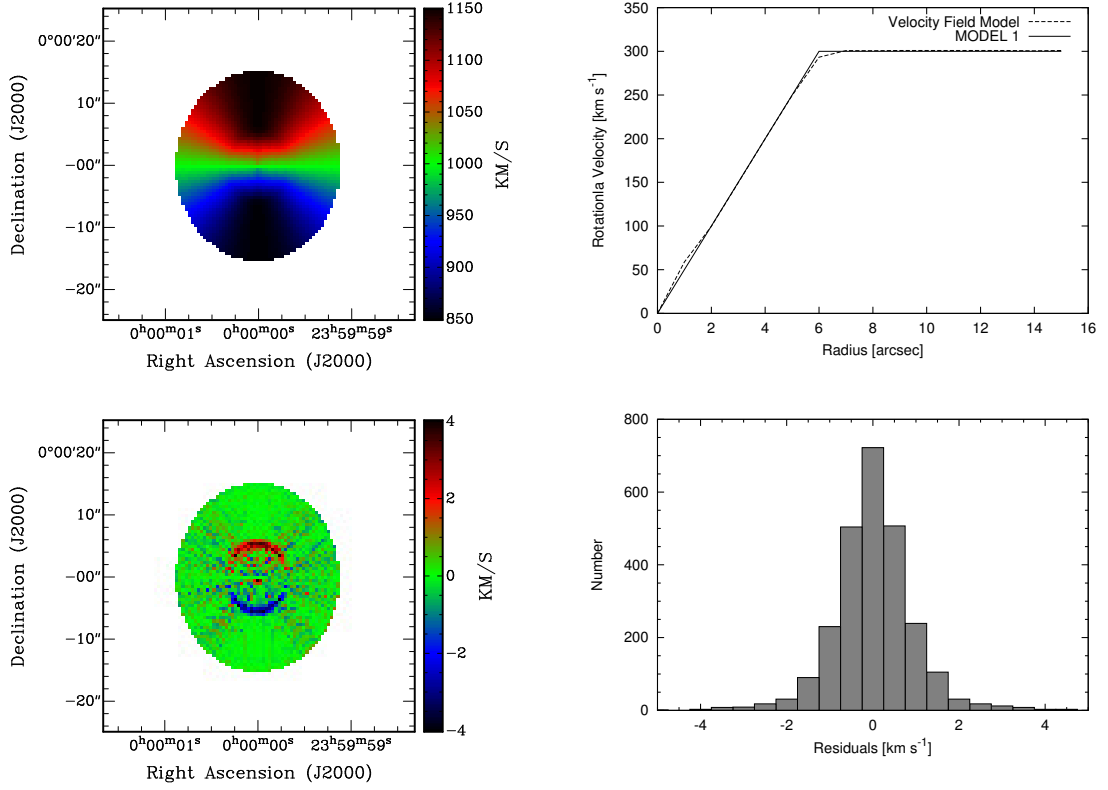 0°00′20″
10″
−00″
−10″
−20″
Declination (J2000)
0ʰ00ᵐ01ˢ 0ʰ00ᵐ00ˢ 23ʰ59ᵐ59ˢ
Right Ascension (J2000)
1150
1100
1050
1000
950
900
850
KM/S
350
300
250
200
150
100
50
0
Rotationla Velocity [km s⁻¹]
Velocity Field Model
MODEL 1
0 2 4 6 8 10 12 14 16
Radius [arcsec]
0°00′20″
10″
−00″
−10″
−20″
Declination (J2000)
0ʰ00ᵐ01ˢ 0ʰ00ᵐ00ˢ 23ʰ59ᵐ59ˢ
Right Ascension (J2000)
4
2
0
−2
−4
KM/S
800
600
400
200
0
Number
-4 -2 0 2 4
Residuals [km s⁻¹]